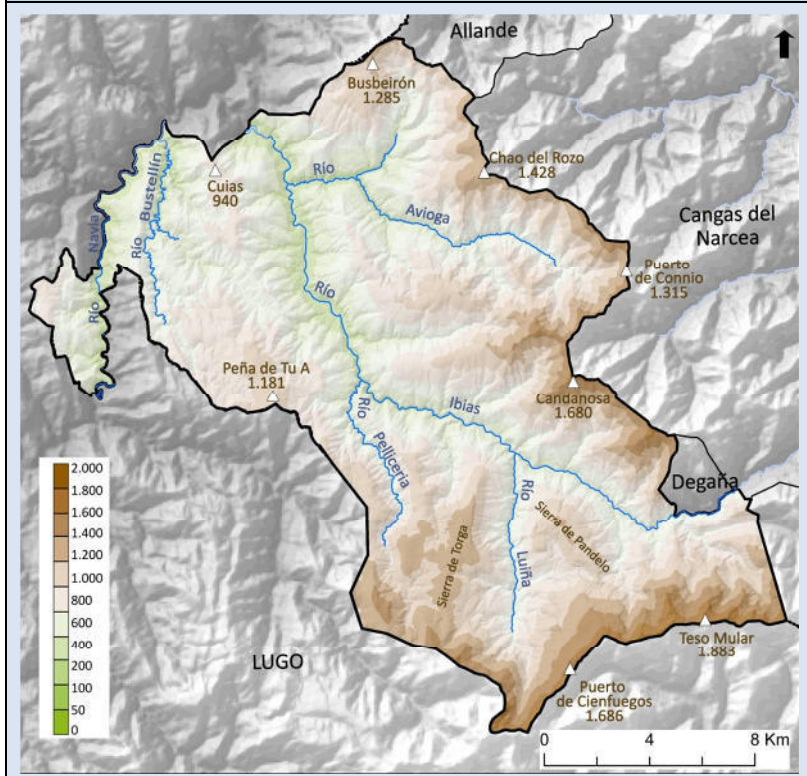 Allande
Busbeirón
1.285
Cuias
940
Río
Bustellín
Río
Navia
Río
Río
Avioga
Chao del Rozo
1.428
Cangas del
Narcea
Puerto
de Connio
1.315
Río
Peña de Tu A
1.181
Río
Pelliceria
Ibias
Candanosa
1.680
Degaña
Río
Luiña
Sierra de Torga
Sierra de Pandelo
Teso Mular
1.883
Puerto
de Cienfuegos
1.686
LUGO
2.000
1.800
1.600
1.400
1.200
1.000
800
600
400
200
100
50
0
0 4 8 Km